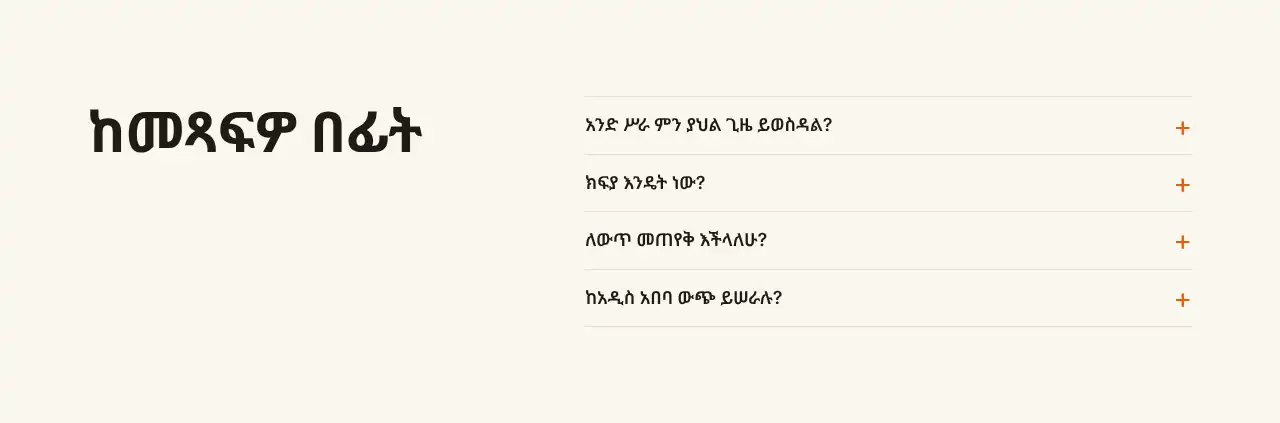 ከመጻፍዎ በፊት
አንድ ሥራ ምን ያህል ጊዜ ይወስዳል?
ክፍያ እንዴት ነው?
ለውጥ መጠየቅ እችላለሁ?
ከአዲስ አበባ ውጭ ይሠራሉ?